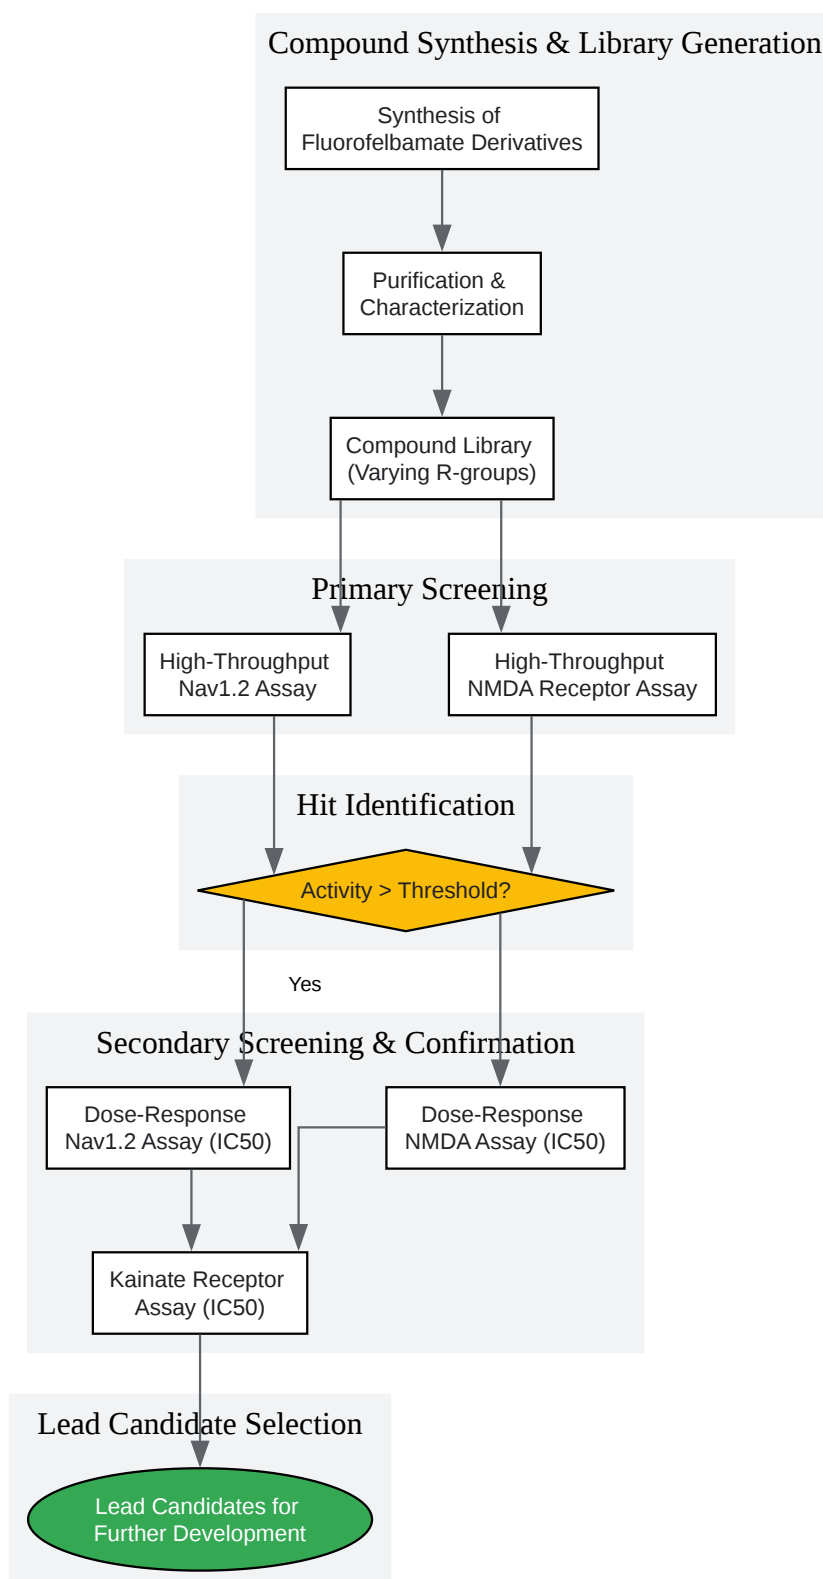 Compound Synthesis & Library Generation
Synthesis of
Fluorofelbamate Derivatives
Purification &
Characterization
Compound Library
(Varying R-groups)
Primary Screening
High-Throughput
Nav1.2 Assay
High-Throughput
NMDA Receptor Assay
Hit Identification
Activity > Threshold?
Yes
Secondary Screening & Confirmation
Dose-Response
Nav1.2 Assay (IC50)
Dose-Response
NMDA Assay (IC50)
Kainate Receptor
Assay (IC50)
Lead Candidate Selection
Lead Candidates for
Further Development